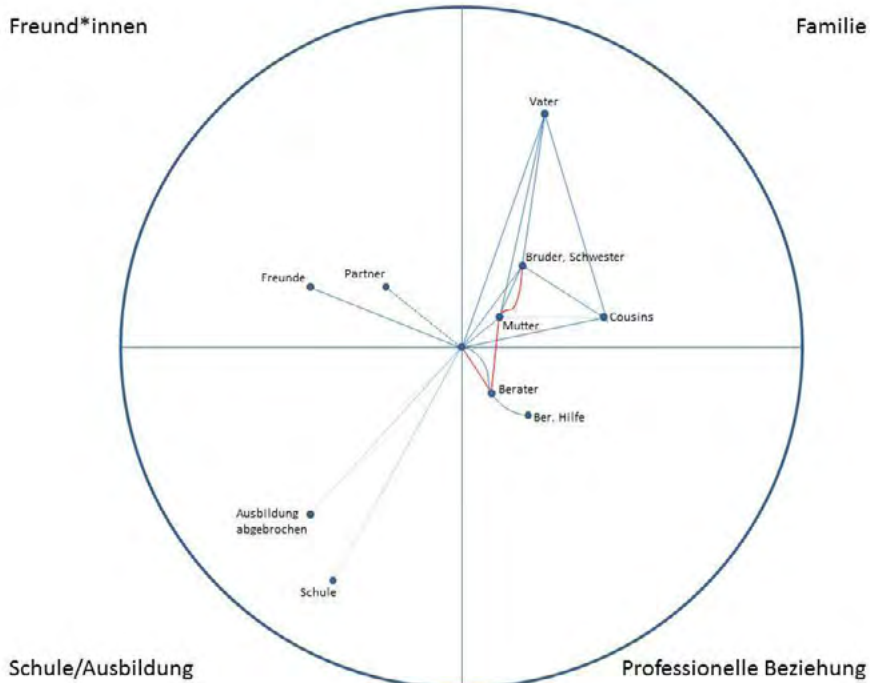 Freund*innen
Familie
Vater
Bruder, Schwester
Freunde
Partner
Mutter
Cousins
Berater
Ber. Hilfe
Ausbildung
abgebrochen
Schule
Schule/Ausbildung
Professionelle Beziehung